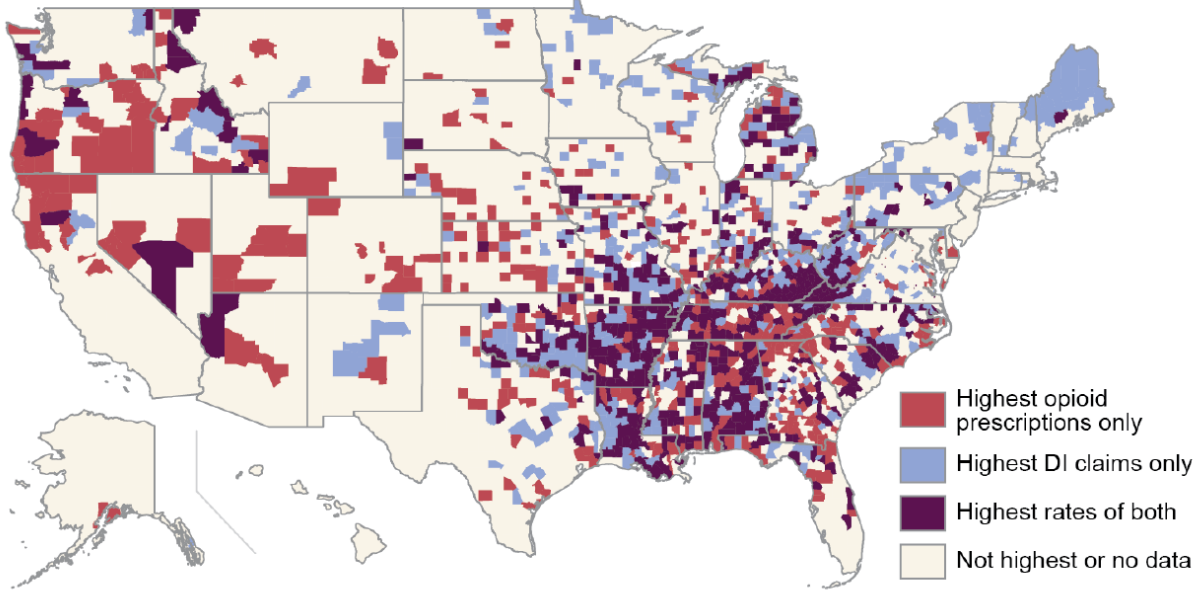 Highest opioid
prescriptions only
Highest DI claims only
Highest rates of both
Not highest or no data